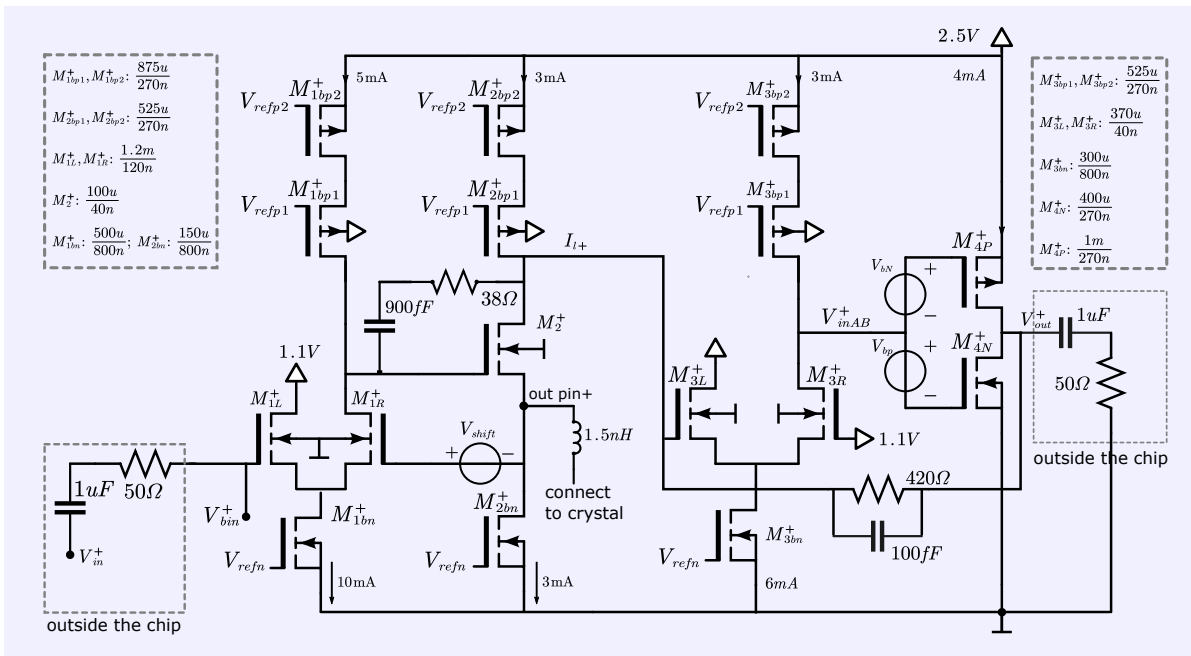 2.5V
5mA
3mA
3mA
4mA
M+1bp1, M+1bp2: 875u/270n
M+2bp1, M+2bp2: 525u/270n
M+1L, M+1R: 1.2m/120n
M+2: 100u/40n
M+1bn: 500u/800n; M+2bn: 150u/800n
M+3bp1, M+3bp2: 525u/270n
M+3L, M+3R: 370u/40n
M+3bn: 300u/800n
M+4N: 400u/270n
M+4P: 1m/270n
Vrefp2 M+1bp2
Vrefp2 M+2bp2
Vrefp2 M+3bp2
Vrefp1 M+1bp1
Vrefp1 M+2bp1
Vrefp1 M+3bp1
Il+
M+4P
VbN + −
900fF 38Ω
M+2
V+inAB
V+out
1uF
Vbp + −
M+4N
50Ω
1.1V
M+1L M+1R
out pin+
M+3L M+3R
1.5nH
Vshift
+ −
1.1V
outside the chip
1uF 50Ω
V+bin
V+in
connect
to crystal
420Ω
100fF
M+1bn
M+2bn
M+3bn
Vrefn
Vrefn
Vrefn
10mA
3mA
6mA
outside the chip